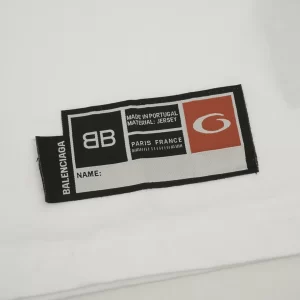 BALENCIAGA
BB
MADE IN PORTUGAL
MATERIAL: JERSEY
PARIS FRANCE
NAME: